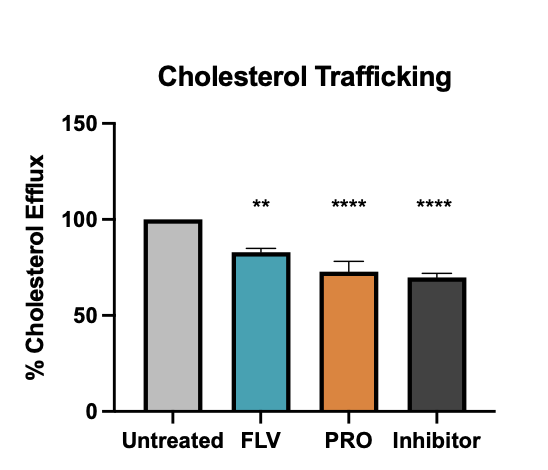 Cholesterol Trafficking
% Cholesterol Efflux
150
100
50
0
** **** ****
Untreated FLV PRO Inhibitor